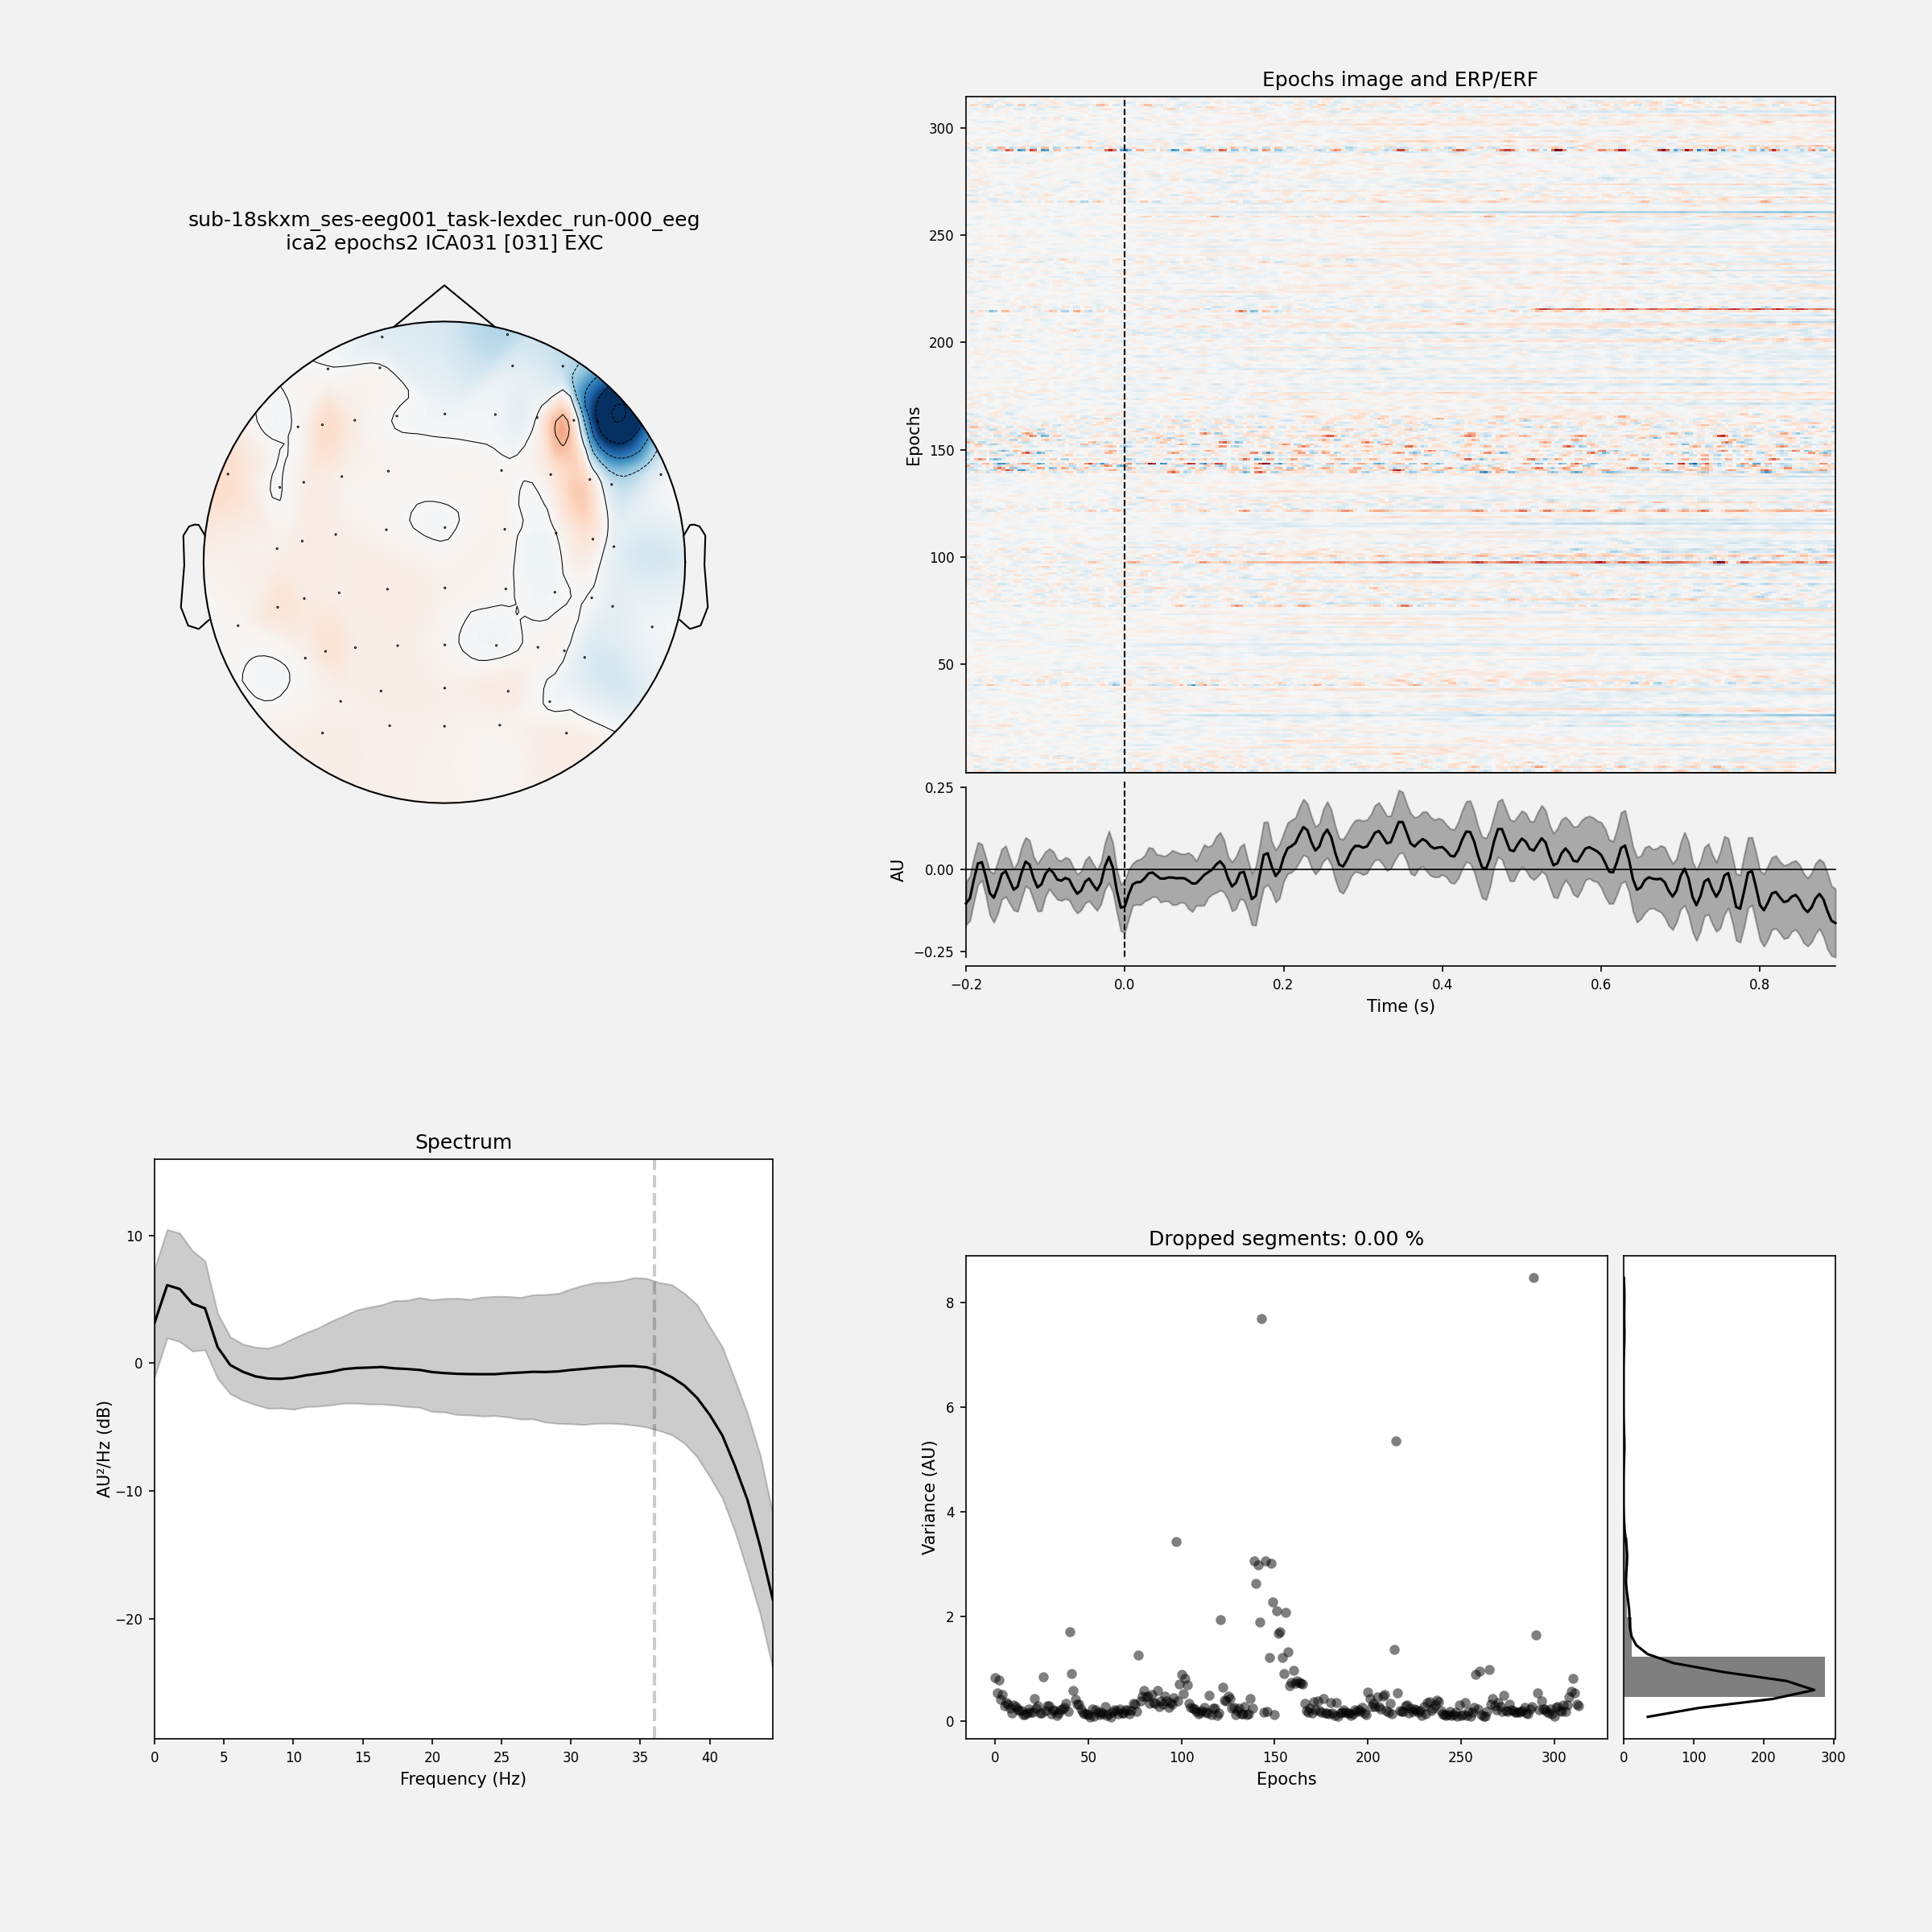 sub-18skxm_ses-eeg001_task-lexdec_run-000_eeg
ica2 epochs2 ICA031 [031] EXC
Epochs image and ERP/ERF
Epochs
300
250
200
150
100
50
AU
0.25
0.00
−0.25
−0.2 0.0 0.2 0.4 0.6 0.8
Time (s)
Spectrum
AU²/Hz (dB)
10
0
−10
−20
0 5 10 15 20 25 30 35 40
Frequency (Hz)
Dropped segments: 0.00 %
Variance (AU)
8
6
4
2
0
0 50 100 150 200 250 300
Epochs
0 100 200 300